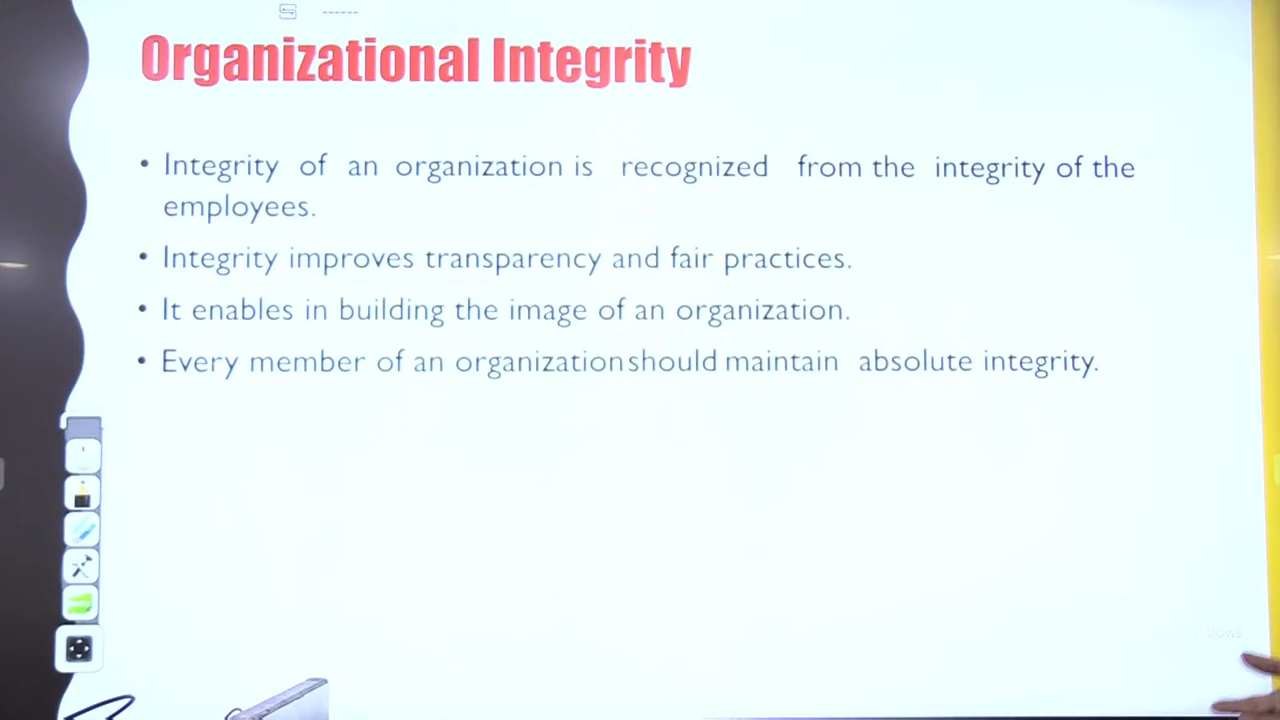 Organizational Integrity
• Integrity of an organization is recognized from the integrity of the
employees.
• Integrity improves transparency and fair practices.
• It enables in building the image of an organization.
• Every member of an organization should maintain absolute integrity.